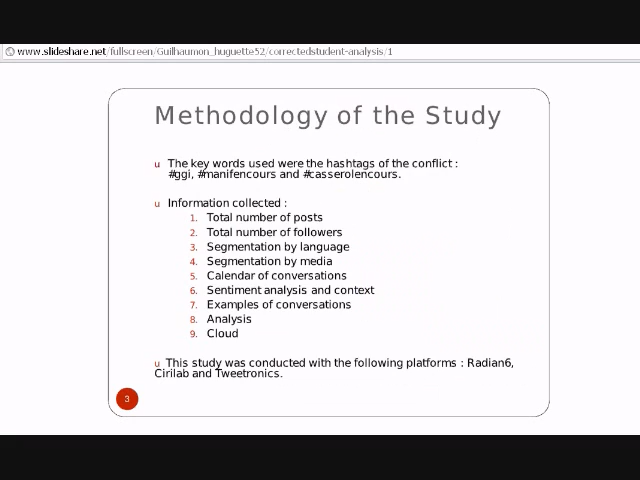 www.slideshare.net/fullscreen/Guilhaumon_huguette52/correctedstudent-analysis/1
Methodology of the Study
u The key words used were the hashtags of the conflict :
#ggi, #manifencours and #casserolencours.
u Information collected :
1. Total number of posts
2. Total number of followers
3. Segmentation by language
4. Segmentation by media
5. Calendar of conversations
6. Sentiment analysis and context
7. Examples of conversations
8. Analysis
9. Cloud
u This study was conducted with the following platforms : Radian6,
Cirilab and Tweetronics.
3